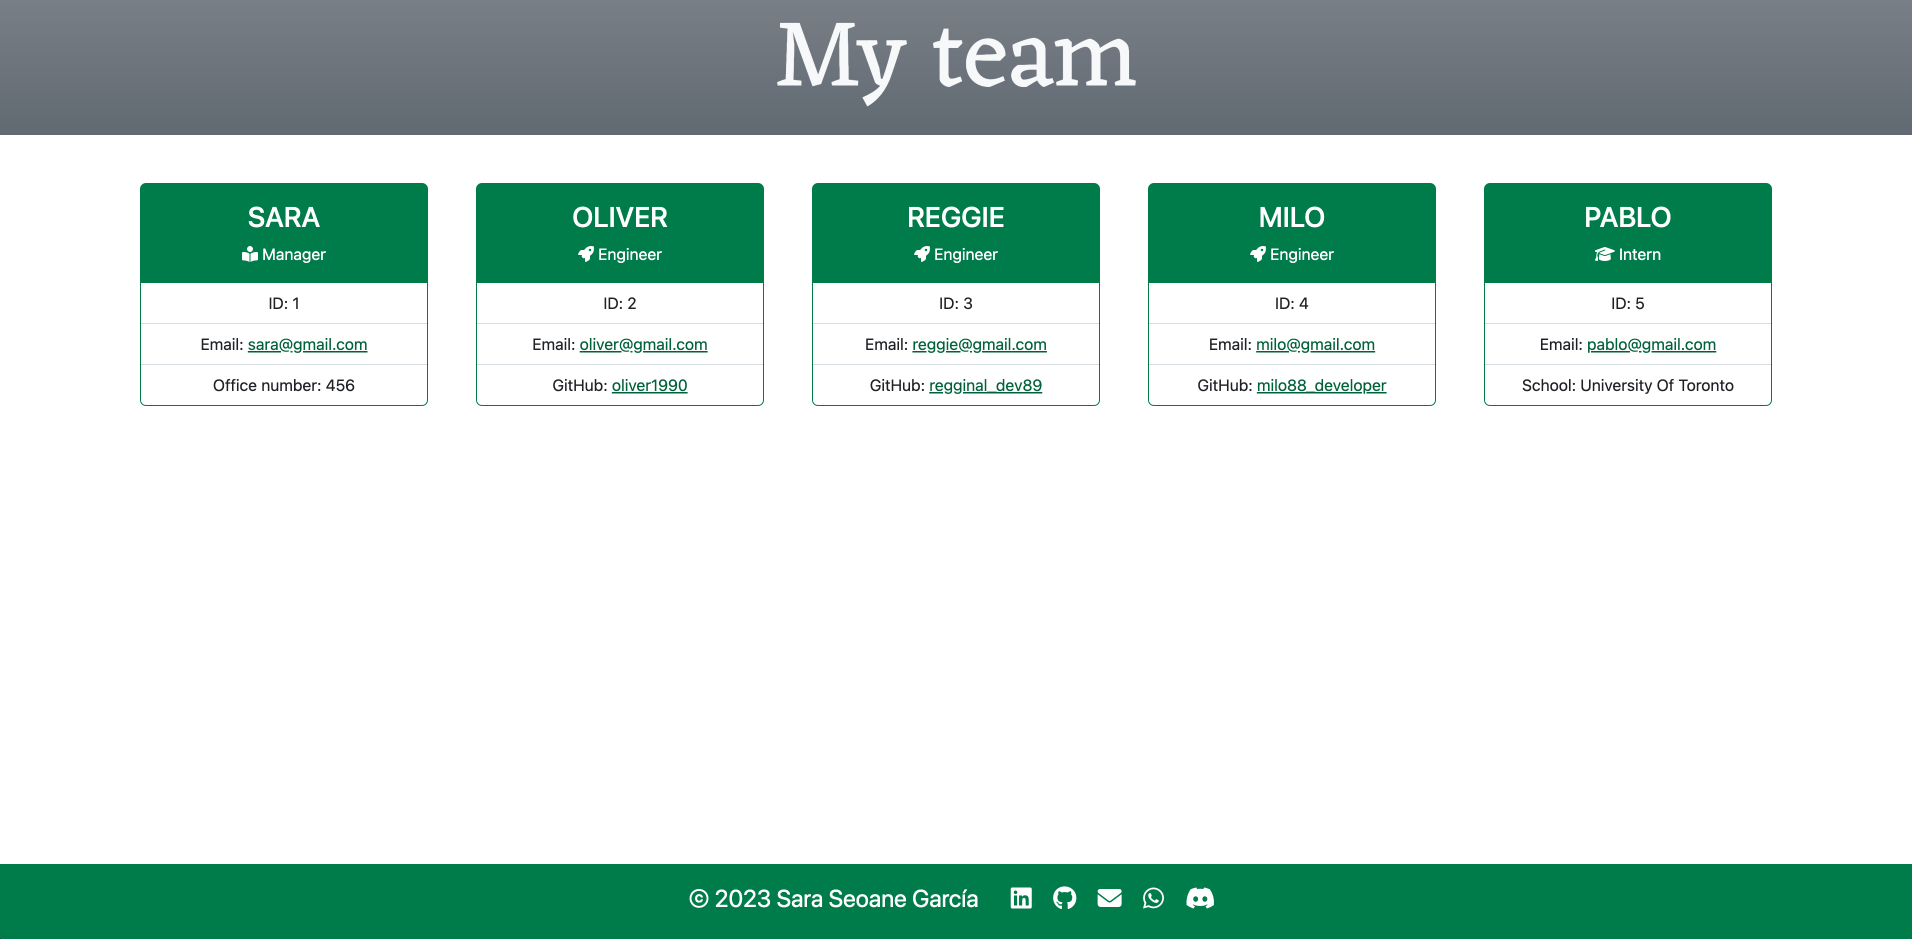 My team
SARA
Manager
ID: 1
Email: sara@gmail.com
Office number: 456
OLIVER
Engineer
ID: 2
Email: oliver@gmail.com
GitHub: oliver1990
REGGIE
Engineer
ID: 3
Email: reggie@gmail.com
GitHub: regginal_dev89
MILO
Engineer
ID: 4
Email: milo@gmail.com
GitHub: milo88_developer
PABLO
Intern
ID: 5
Email: pablo@gmail.com
School: University Of Toronto
© 2023 Sara Seoane García